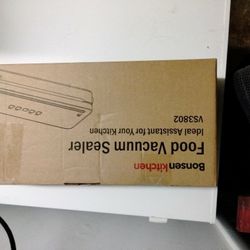 Bonsenkitchen
Food Vacuum Sealer
Ideal Assistant for Your Kitchen
VS3802